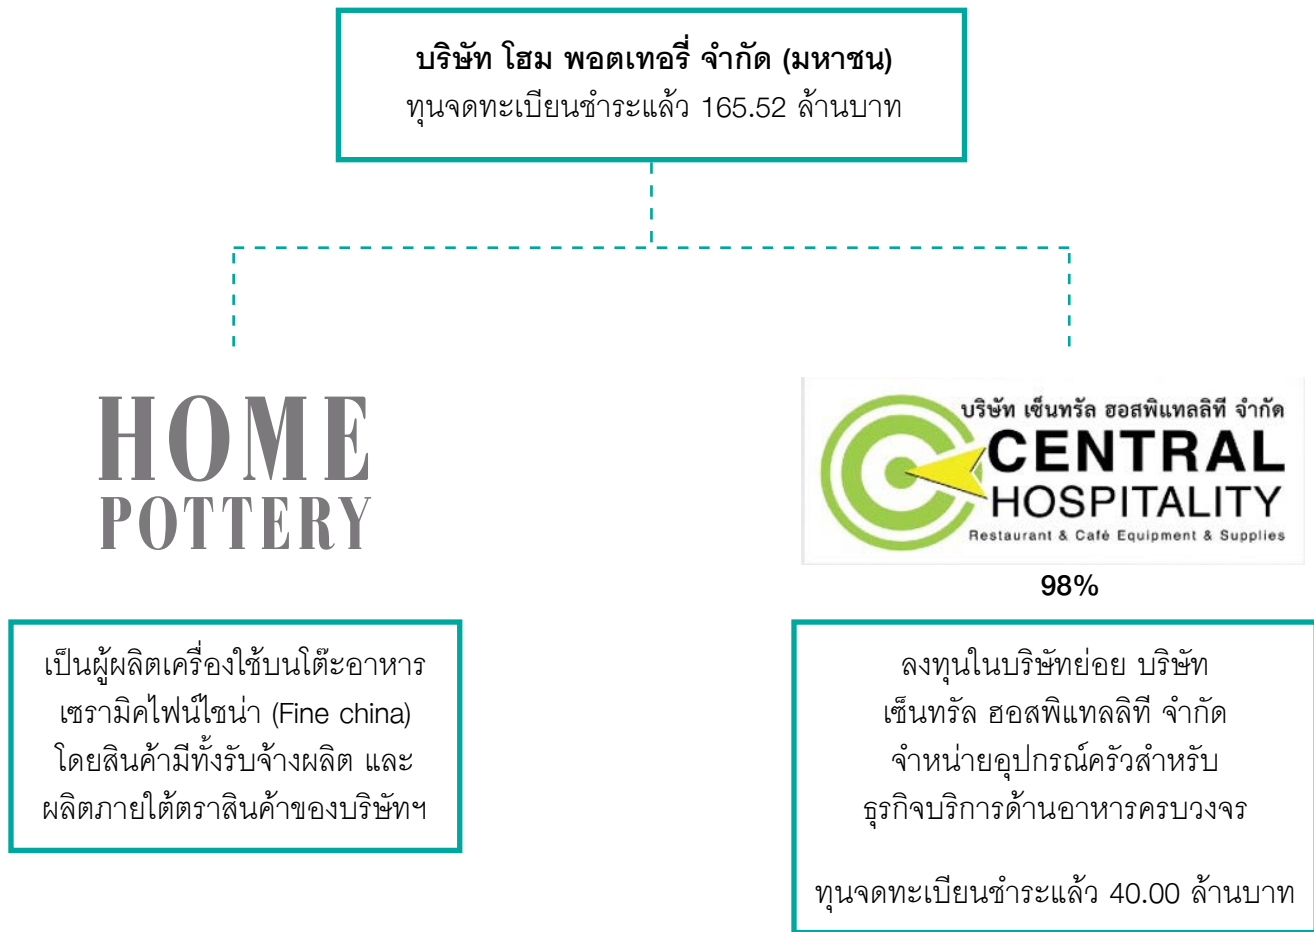 บริษัท โฮม พอตเทอรี่ จำกัด (มหาชน)
ทุนจดทะเบียนชำระแล้ว 165.52 ล้านบาท
HOME
POTTERY
บริษัท เซ็นทรัล ฮอสพิแทลลิที จำกัด
CENTRAL
HOSPITALITY
Restaurant & Café Equipment & Supplies
98%
เป็นผู้ผลิตเครื่องใช้บนโต๊ะอาหาร
เซรามิคไฟน์ไชน่า (Fine china)
โดยสินค้ามีทั้งรับจ้างผลิต และ
ผลิตภายใต้ตราสินค้าของบริษัทฯ
ลงทุนในบริษัทย่อย บริษัท
เซ็นทรัล ฮอสพิแทลลิที จำกัด
จำหน่ายอุปกรณ์ครัวสำหรับ
ธุรกิจบริการด้านอาหารครบวงจร
ทุนจดทะเบียนชำระแล้ว 40.00 ล้านบาท